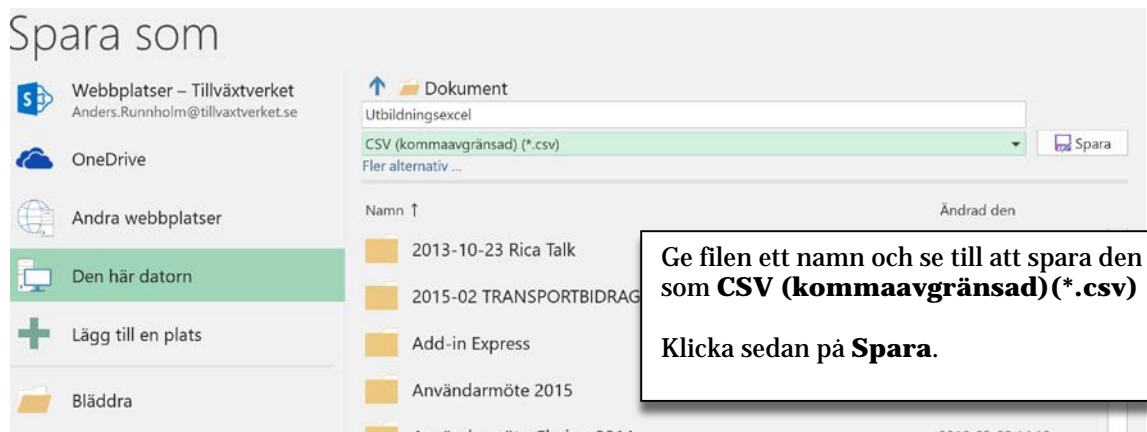 Spara som
Webbplatser – Tillväxtverket
Anders.Runnholm@tillvaxtverket.se
OneDrive
Andra webbplatser
Den här datorn
Lägg till en plats
Bläddra
Dokument
Utbildningsexcel
CSV (kommaavgränsad) (*.csv)
Spara
Fler alternativ ...
Namn ↑
Ändrad den
2013-10-23 Rica Talk
2015-02 TRANSPORTBIDRAG
Add-in Express
Användarmöte 2015
Ge filen ett namn och se till att spara den
som CSV (kommaavgränsad)(*.csv)
Klicka sedan på Spara.